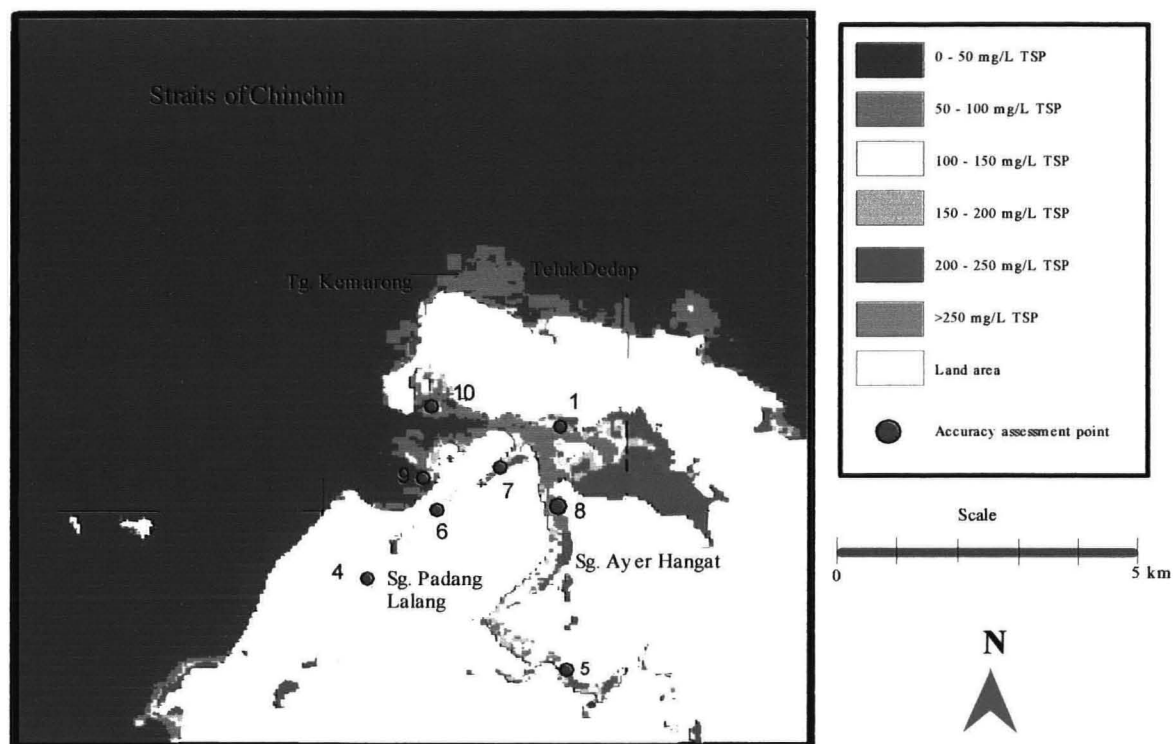 Straits of Chinchin
Tg. Kemarong
Teluk Dedap
10
1
9
7
8
6
4
Sg. Padang
Lalang
Sg. Ayer Hangat
5
0 - 50 mg/L TSP
50 - 100 mg/L TSP
100 - 150 mg/L TSP
150 - 200 mg/L TSP
200 - 250 mg/L TSP
>250 mg/L TSP
Land area
Accuracy assessment point
Scale
0
5 km
N